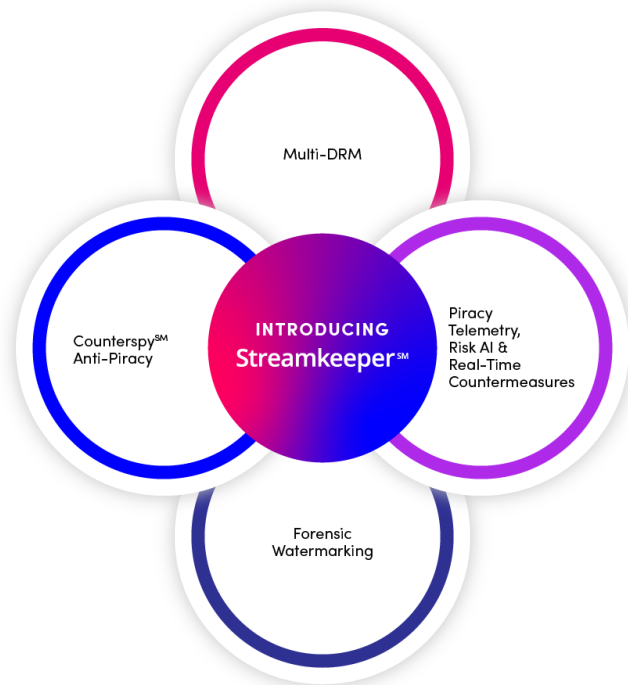 Multi-DRM
Counterspy℠
Anti-Piracy
INTRODUCING
Streamkeeper℠
Piracy
Telemetry,
Risk AI &
Real-Time
Countermeasures
Forensic
Watermarking